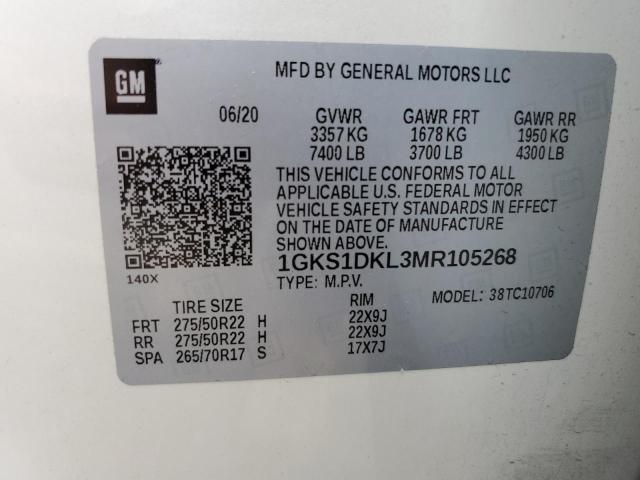 GM
MFD BY GENERAL MOTORS LLC
06/20 GVWR GAWR FRT GAWR RR
3357 KG 1678 KG 1950 KG
7400 LB 3700 LB 4300 LB
THIS VEHICLE CONFORMS TO ALL
APPLICABLE U.S. FEDERAL MOTOR
VEHICLE SAFETY STANDARDS IN EFFECT
ON THE DATE OF MANUFACTURE
SHOWN ABOVE.
1GKS1DKL3MR105268
140X
TYPE: M.P.V.
MODEL: 38TC10706
TIRE SIZE RIM
FRT 275/50R22 H 22X9J
RR 275/50R22 H 22X9J
SPA 265/70R17 S 17X7J